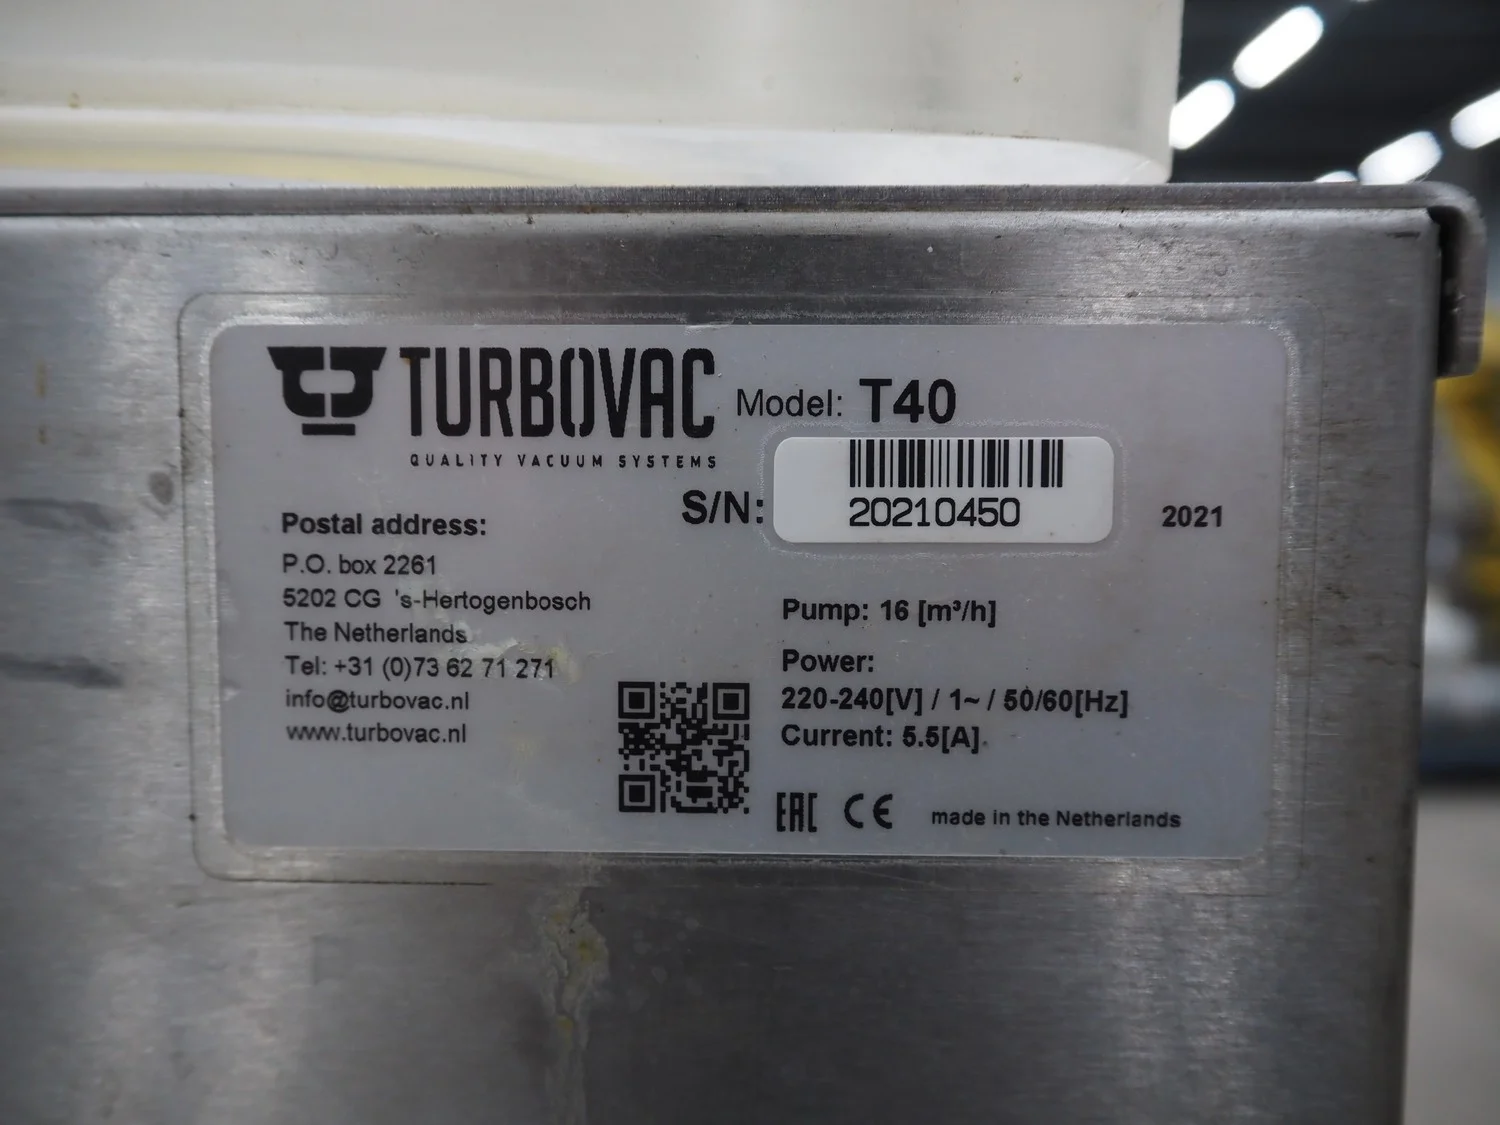 TURBOVAC
QUALITY VACUUM SYSTEMS
Model: T40
S/N: 20210450
2021
Postal address:
P.O. box 2261
5202 CG 's-Hertogenbosch
The Netherlands
Tel: +31 (0)73 62 71 271
info@turbovac.nl
www.turbovac.nl
Pump: 16 [m³/h]
Power:
220-240[V] / 1~ / 50/60[Hz]
Current: 5.5[A]
EAC CE made in the Netherlands